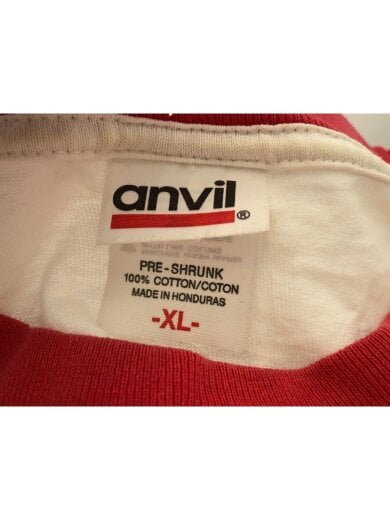 anvil®
PRE-SHRUNK
100% COTTON/COTON
MADE IN HONDURAS
-XL-